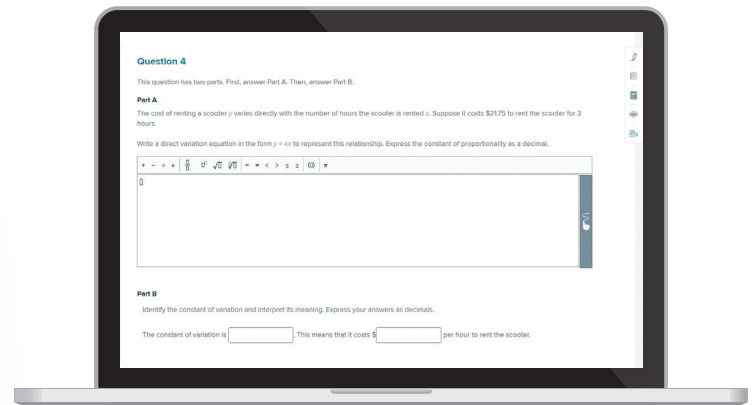 Question 4
This question has two parts. First, answer Part A. Then, answer Part B.
Part A
The cost of renting a scooter y varies directly with the number of hours the scooter is rented x. Suppose it costs $21.75 to rent the scooter for 3
hours.
Write a direct variation equation in the form y = kx to represent this relationship. Express the constant of proportionality as a decimal.
Part B
Identify the constant of variation and interpret its meaning. Express your answers as decimals.
The constant of variation is . This means that it costs $ per hour to rent the scooter.